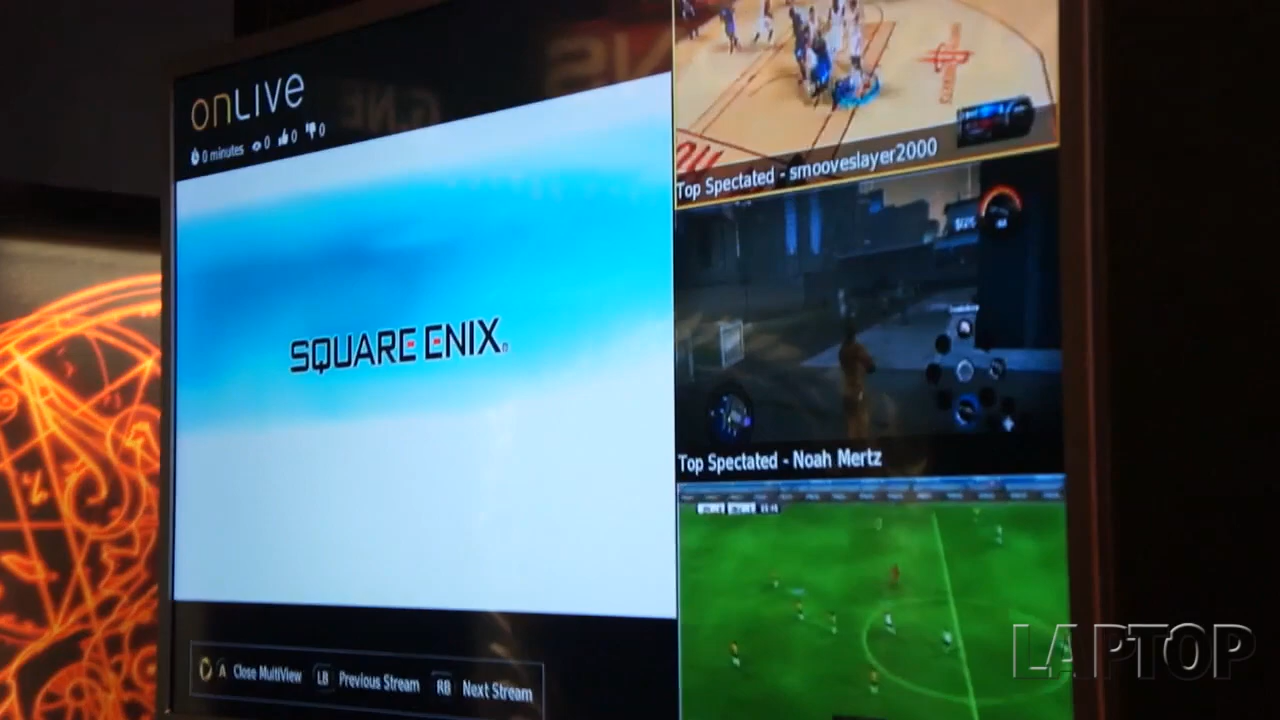 onLIVE
0 minutes 0 0 0
SQUARE ENIX
Close MultiView LB Previous Stream RB Next Stream
Top Spectated - smooveslayer2000
Top Spectated - Noah Mertz
LAPTOP